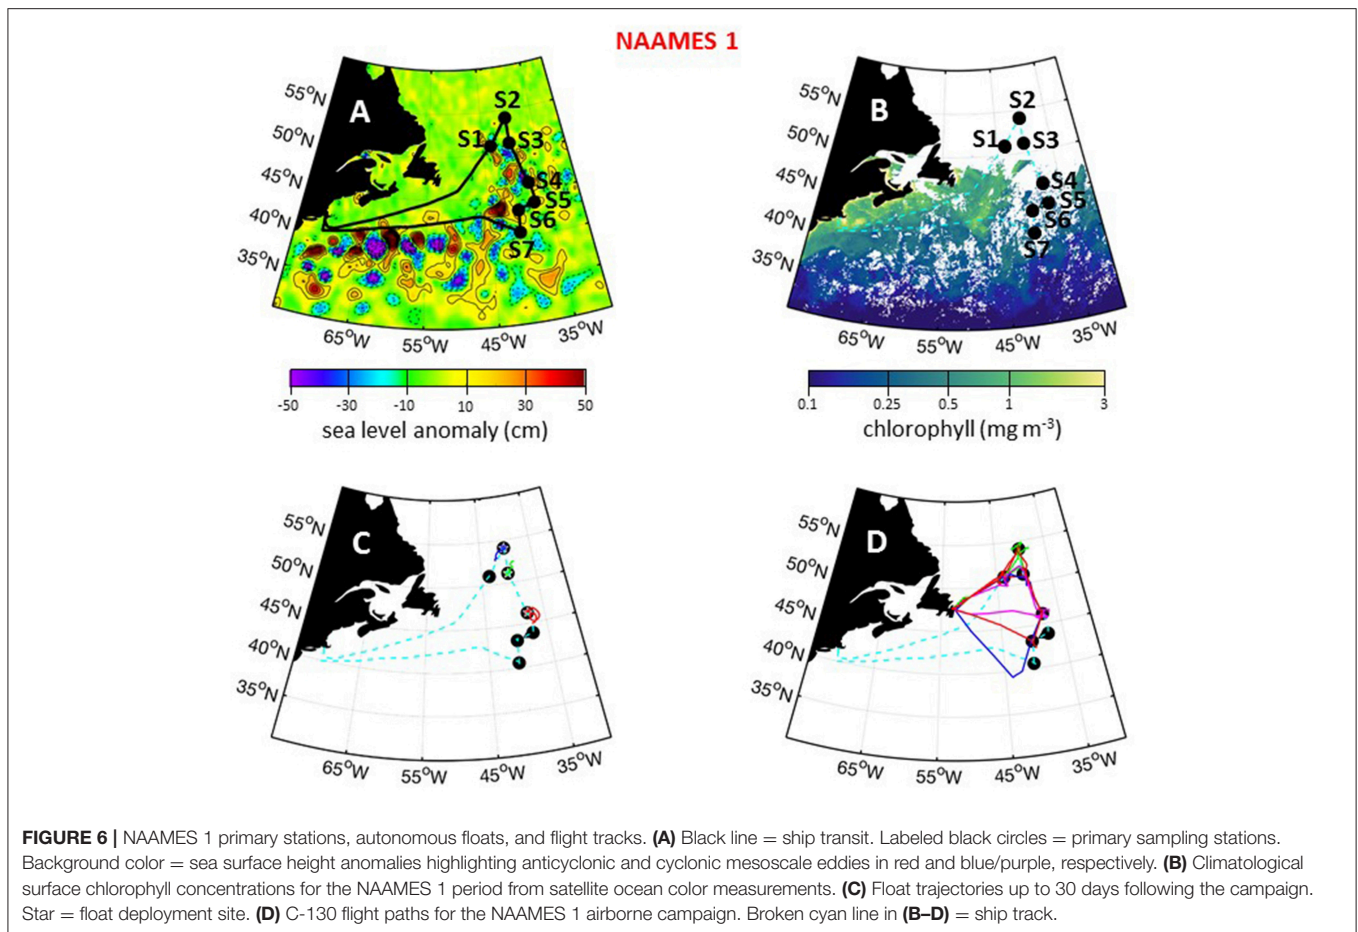 NAAMES 1
A
S2
S1
S3
S4
S5
S6
S7
55°N
50°N
45°N
40°N
35°N
65°W
55°W
45°W
35°W
-50
-30
-10
10
30
50
sea level anomaly (cm)
B
S2
S1
S3
S4
S5
S6
S7
55°N
50°N
45°N
40°N
35°N
65°W
55°W
45°W
35°W
0.1
0.25
0.5
1
3
chlorophyll (mg m⁻³)
C
55°N
50°N
45°N
40°N
35°N
65°W
55°W
45°W
35°W
D
55°N
50°N
45°N
40°N
35°N
65°W
55°W
45°W
35°W
FIGURE 6 | NAAMES 1 primary stations, autonomous floats, and flight tracks. (A) Black line = ship transit. Labeled black circles = primary sampling stations.
Background color = sea surface height anomalies highlighting anticyclonic and cyclonic mesoscale eddies in red and blue/purple, respectively. (B) Climatological
surface chlorophyll concentrations for the NAAMES 1 period from satellite ocean color measurements. (C) Float trajectories up to 30 days following the campaign.
Star = float deployment site. (D) C-130 flight paths for the NAAMES 1 airborne campaign. Broken cyan line in (B–D) = ship track.